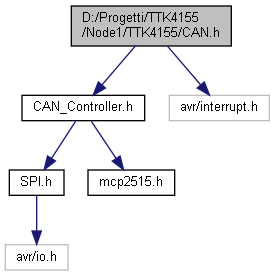 D:/Progetti/TTK4155
/Node1/TTK4155/CAN.h
CAN_Controller.h
avr/interrupt.h
SPI.h
mcp2515.h
avr/io.h